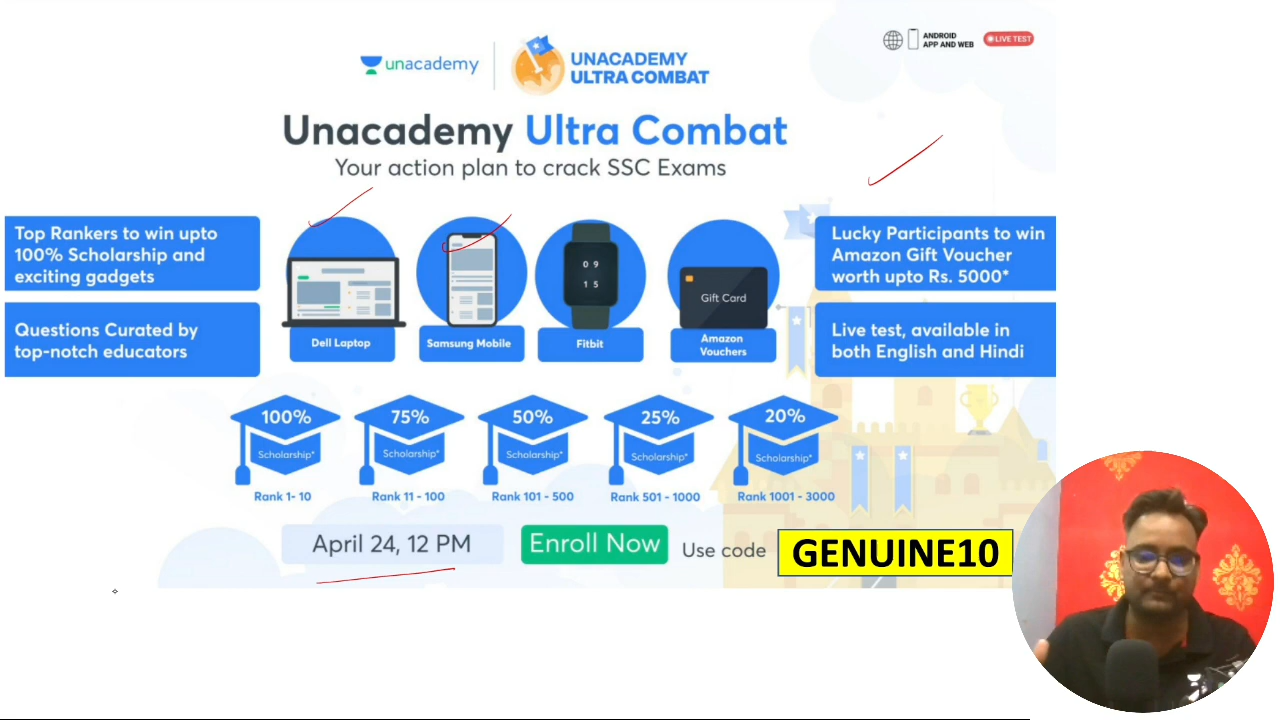 unacademy
UNACADEMY
ULTRA COMBAT
ANDROID
APP AND WEB
LIVE TEST
Unacademy Ultra Combat
Your action plan to crack SSC Exams
Top Rankers to win upto
100% Scholarship and
exciting gadgets
Questions Curated by
top-notch educators
09
15
Gift Card
Dell Laptop
Samsung Mobile
Fitbit
Amazon
Vouchers
Lucky Participants to win
Amazon Gift Voucher
worth upto Rs. 5000*
Live test, available in
both English and Hindi
100%
Scholarship*
Rank 1- 10
75%
Scholarship*
Rank 11 - 100
50%
Scholarship*
Rank 101 - 500
25%
Scholarship*
Rank 501 - 1000
20%
Scholarship*
Rank 1001 - 3000
April 24, 12 PM
Enroll Now
Use code
GENUINE10